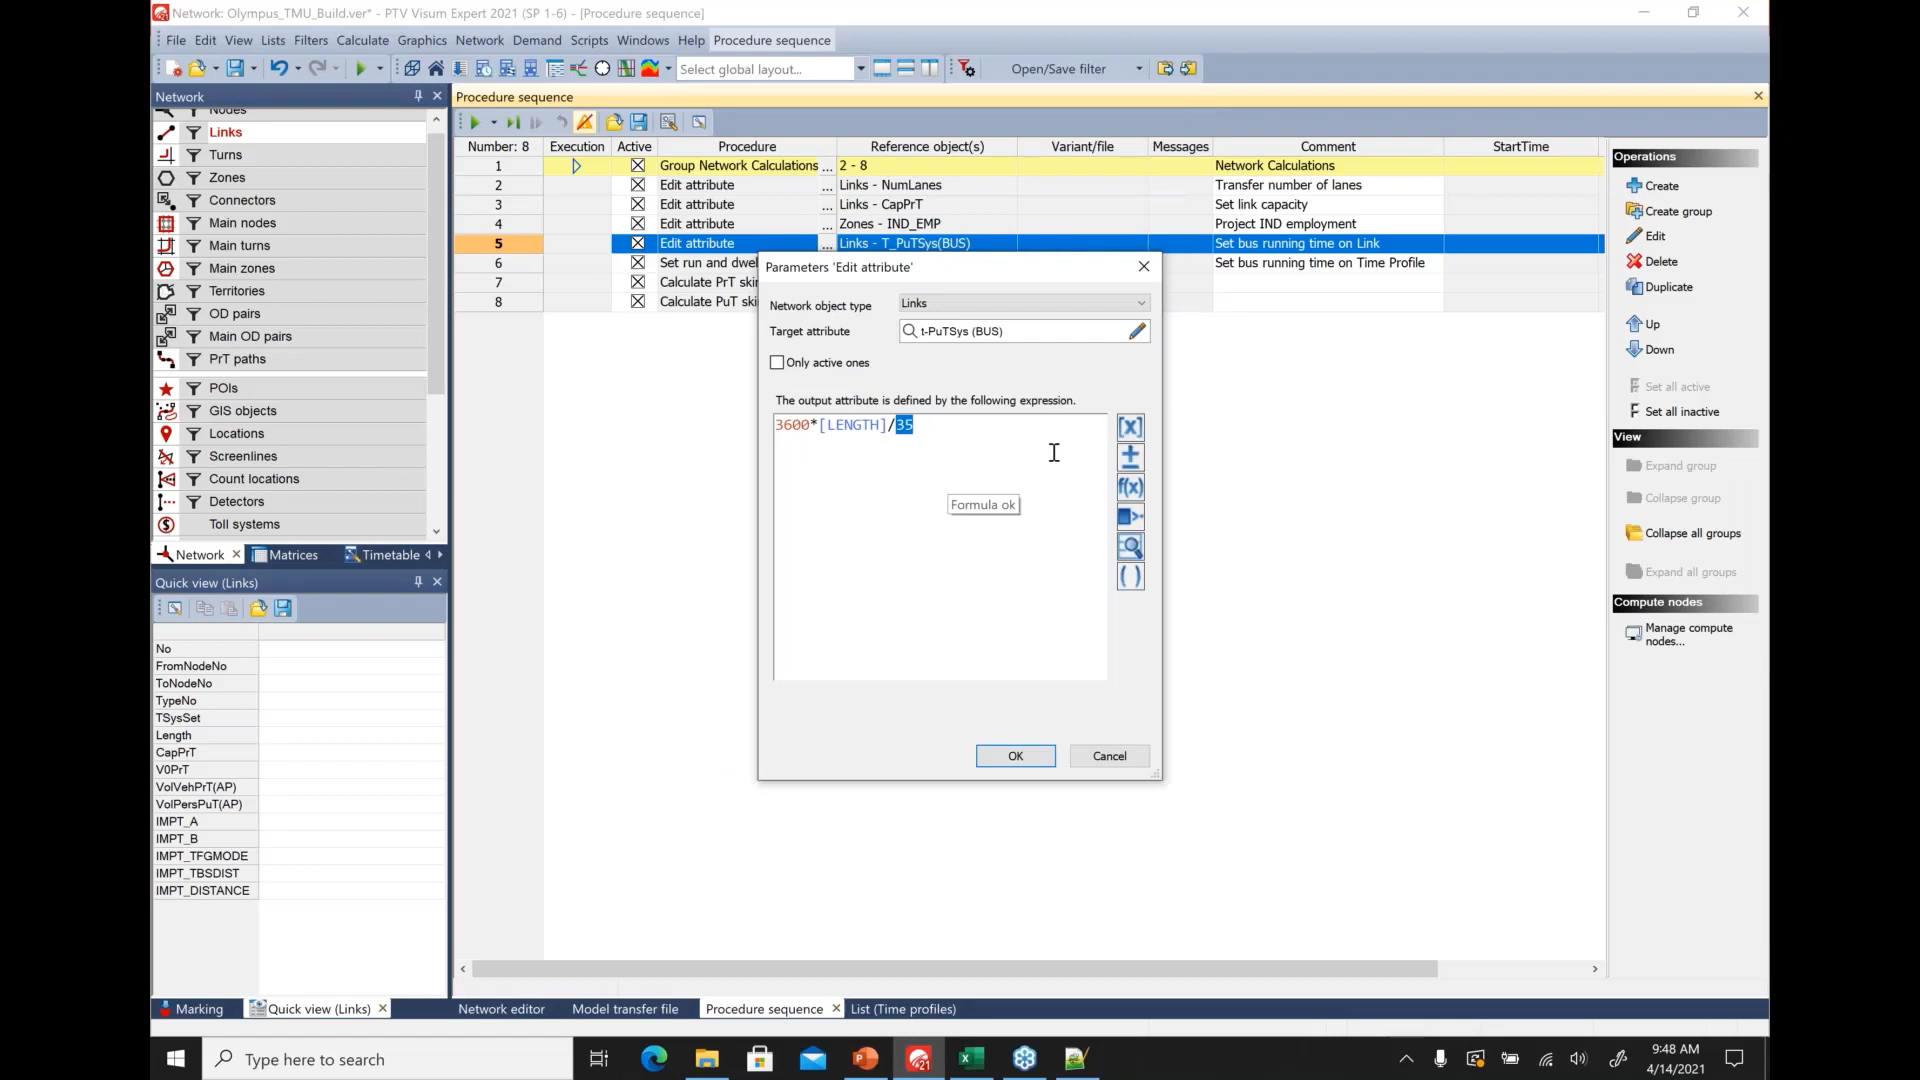 Network: Olympus_TMU_Build.ver* - PTV Visum Expert 2021 (SP 1-6) - [Procedure sequence]
File Edit View Lists Filters Calculate Graphics Network Demand Scripts Windows Help Procedure sequence
Select global layout... Open/Save filter
Network
Nodes
Links
Turns
Zones
Connectors
Main nodes
Main turns
Main zones
Territories
OD pairs
Main OD pairs
PrT paths
POIs
GIS objects
Locations
Screenlines
Count locations
Detectors
Toll systems
Network Matrices Timetable
Quick view (Links)
No
FromNodeNo
ToNodeNo
TypeNo
TSysSet
Length
CapPrT
V0PrT
VolVehPrT(AP)
VolPersPuT(AP)
IMPT_A
IMPT_B
IMPT_TFGMODE
IMPT_TBSDIST
IMPT_DISTANCE
Marking Quick view (Links)
Procedure sequence
Number: 8 Execution Active Procedure Reference object(s) Variant/file Messages Comment StartTime
1 Group Network Calculations ... 2 - 8 Network Calculations
2 Edit attribute ... Links - NumLanes Transfer number of lanes
3 Edit attribute ... Links - CapPrT Set link capacity
4 Edit attribute ... Zones - IND_EMP Project IND employment
5 Edit attribute ... Links - T_PuTSys(BUS) Set bus running time on Link
6 Set run and dwel Set bus running time on Time Profile
7 Calculate PrT skin
8 Calculate PuT ski
Parameters 'Edit attribute'
Network object type Links
Target attribute t-PuTSys (BUS)
Only active ones
The output attribute is defined by the following expression.
3600*[LENGTH]/35
[x]
f(x)
( )
Formula ok
OK Cancel
Operations
Create
Create group
Edit
Delete
Duplicate
Up
Down
Set all active
Set all inactive
View
Expand group
Collapse group
Collapse all groups
Expand all groups
Compute nodes
Manage compute
nodes...
Network editor Model transfer file Procedure sequence List (Time profiles)
Type here to search
21
9:48 AM
4/14/2021